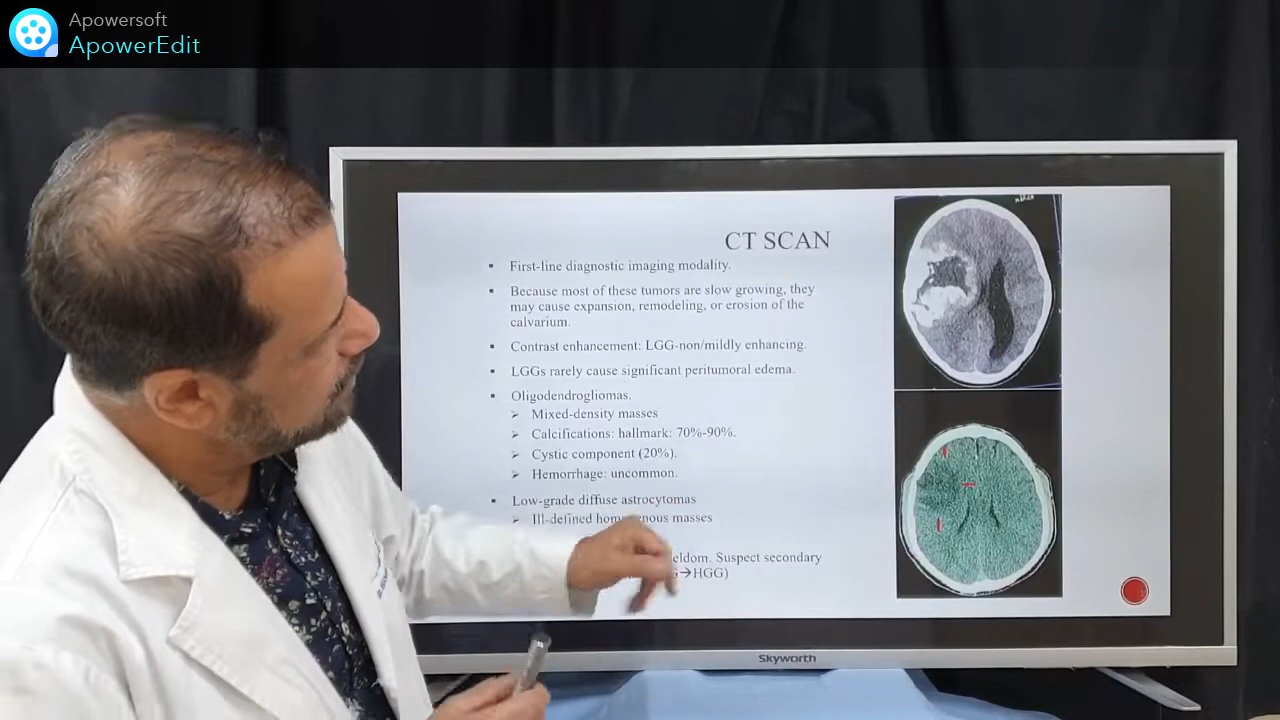 Apowersoft
ApowerEdit
CT SCAN
▪ First-line diagnostic imaging modality.
▪ Because most of these tumors are slow growing, they
may cause expansion, remodeling, or erosion of the
calvarium.
▪ Contrast enhancement: LGG-non/mildly enhancing.
▪ LGGs rarely cause significant peritumoral edema.
▪ Oligodendrogliomas.
➢ Mixed-density masses
➢ Calcifications: hallmark: 70%-90%.
➢ Cystic component (20%).
➢ Hemorrhage: uncommon.
▪ Low-grade diffuse astrocytomas
➢ Ill-defined homogenous masses
eldom. Suspect secondary
G→HGG)
Skyworth